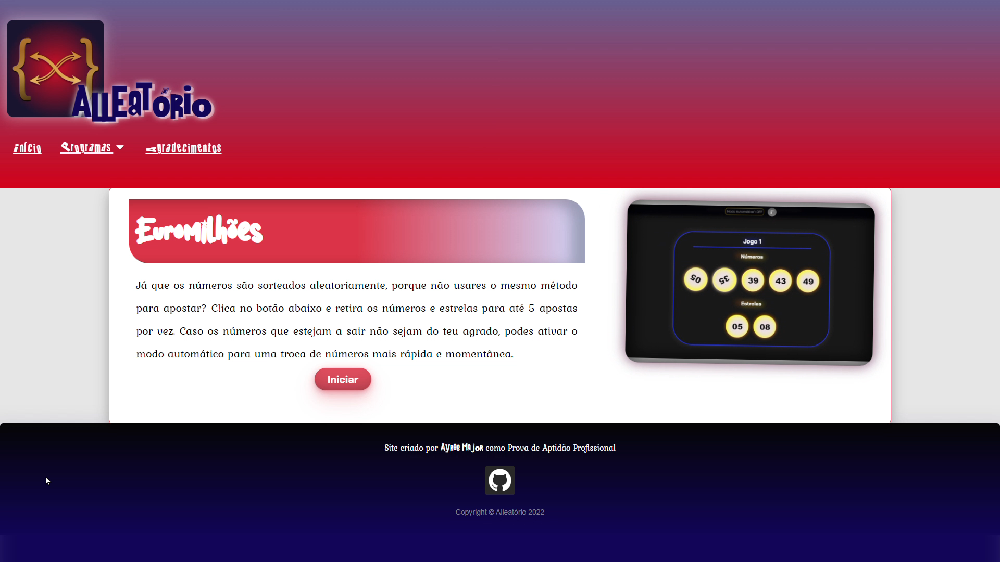 Alleatório
Início Programas Agradecimentos
Euromilhões
Já que os números são sorteados aleatoriamente, porque não usares o mesmo método
para apostar? Clica no botão abaixo e retira os números e estrelas para até 5 apostas
por vez. Caso os números que estejam a sair não sejam do teu agrado, podes ativar o
modo automático para uma troca de números mais rápida e momentânea.
Iniciar
Modo Automático": OFF
Jogo 1
Números
05 35 39 43 49
Estrelas
05 08
Site criado por Ayres Major como Prova de Aptidão Profissional
Copyright © Alleatório 2022